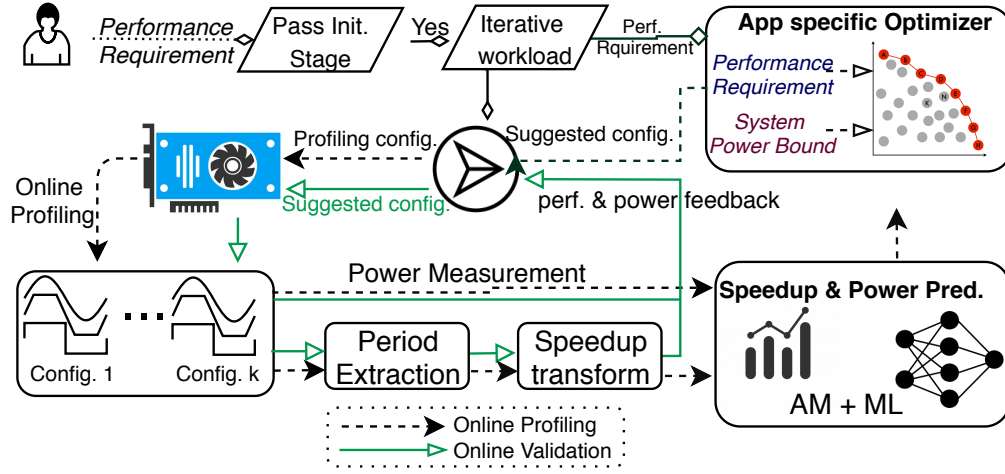 Performance
Requirement
Pass Init.
Stage
Yes
Iterative
workload
Perf.
Rquirement
App specific Optimizer
Performance
Requirement
System
Power Bound
A
B
C
D
E
F
G
H
K
N
Profiling config.
Suggested config.
Suggested config.
Online
Profiling
perf. & power feedback
Power Measurement
Config. 1
Config. k
Period
Extraction
Speedup
transform
Speedup & Power Pred.
AM + ML
Online Profiling
Online Validation